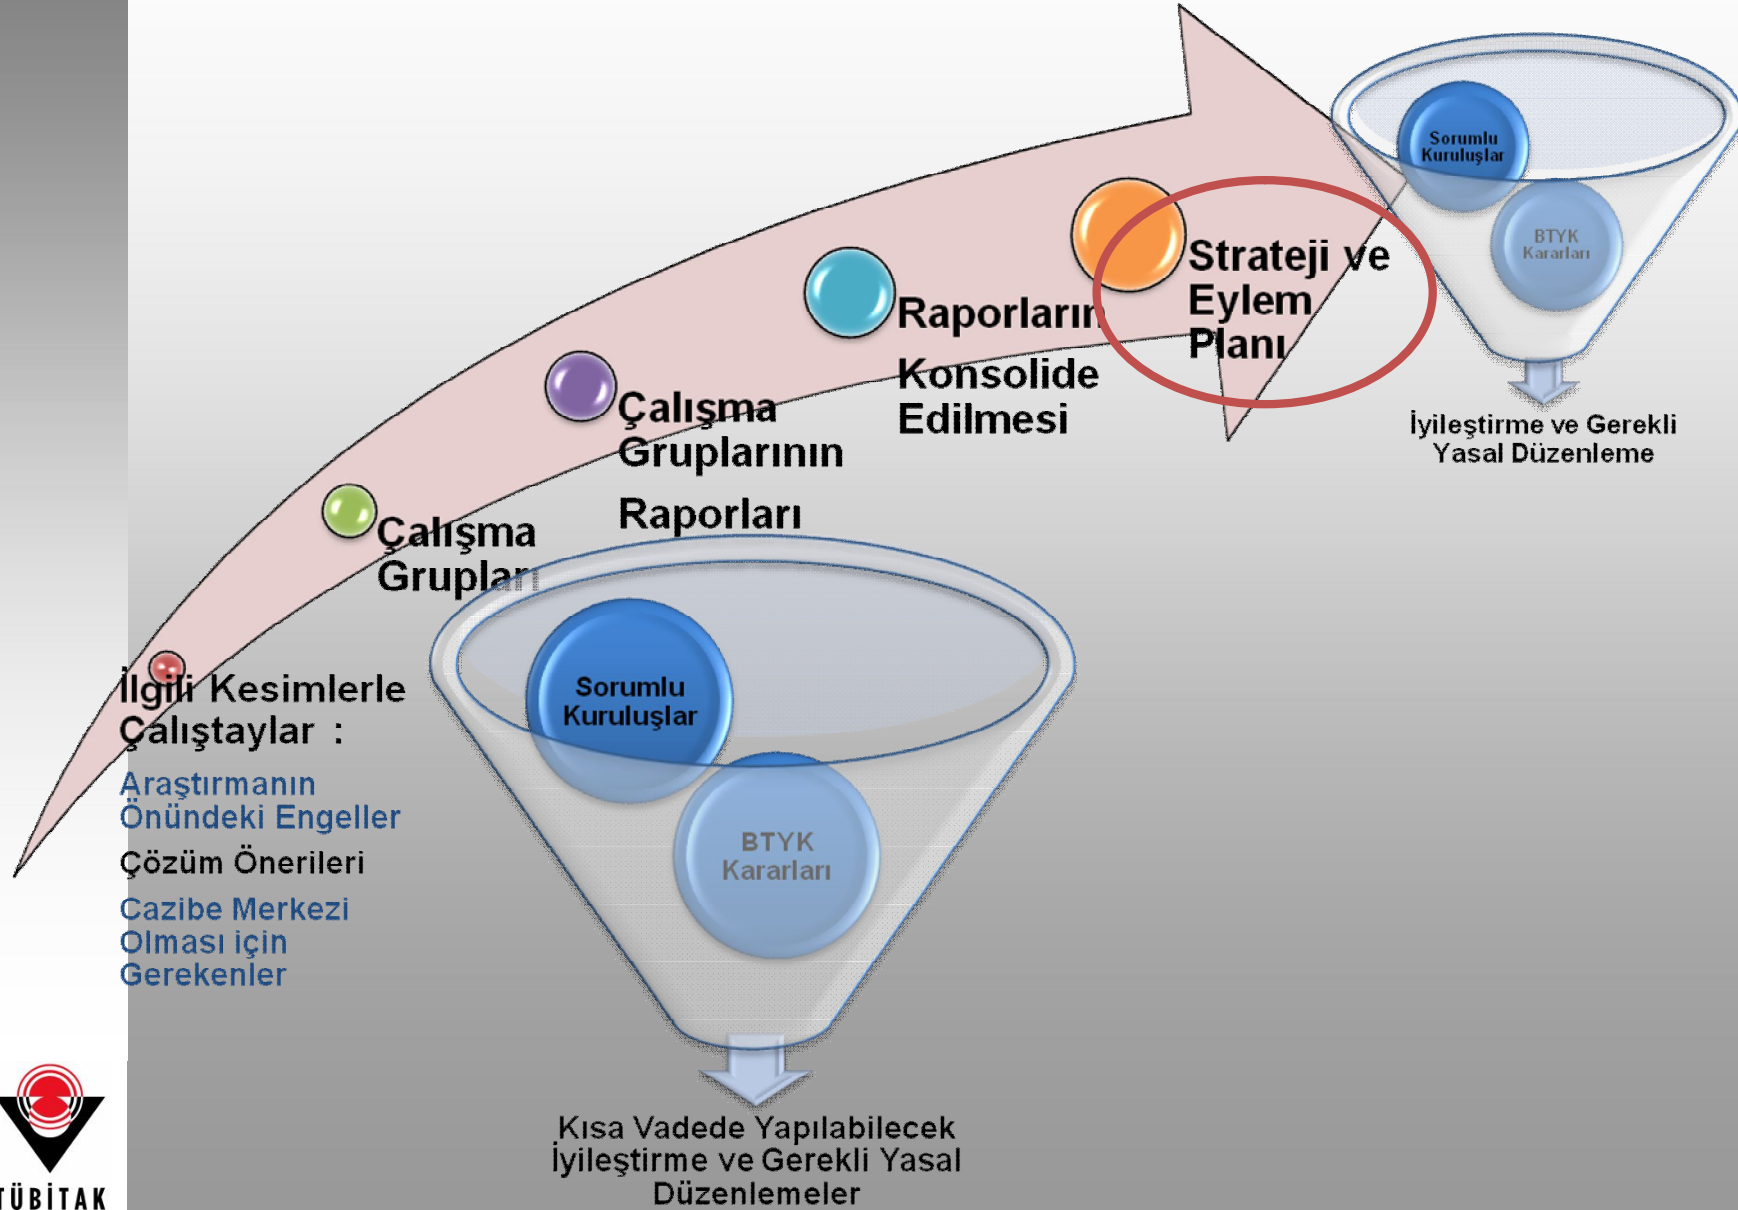 Sorumlu
Kuruluşlar
BTYK
Kararları
İyileştirme ve Gerekli
Yasal Düzenleme
Strateji ve
Eylem
Planı
Raporların
Konsolide
Edilmesi
Çalışma
Gruplarının
Raporları
Çalışma
Grupları
İlgili Kesimlerle
Çalıştaylar :
Araştırmanın
Önündeki Engeller
Çözüm Önerileri
Cazibe Merkezi
Olması için
Gerekenler
Sorumlu
Kuruluşlar
BTYK
Kararları
Kısa Vadede Yapılabilecek
İyileştirme ve Gerekli Yasal
Düzenlemeler
TÜBİTAK